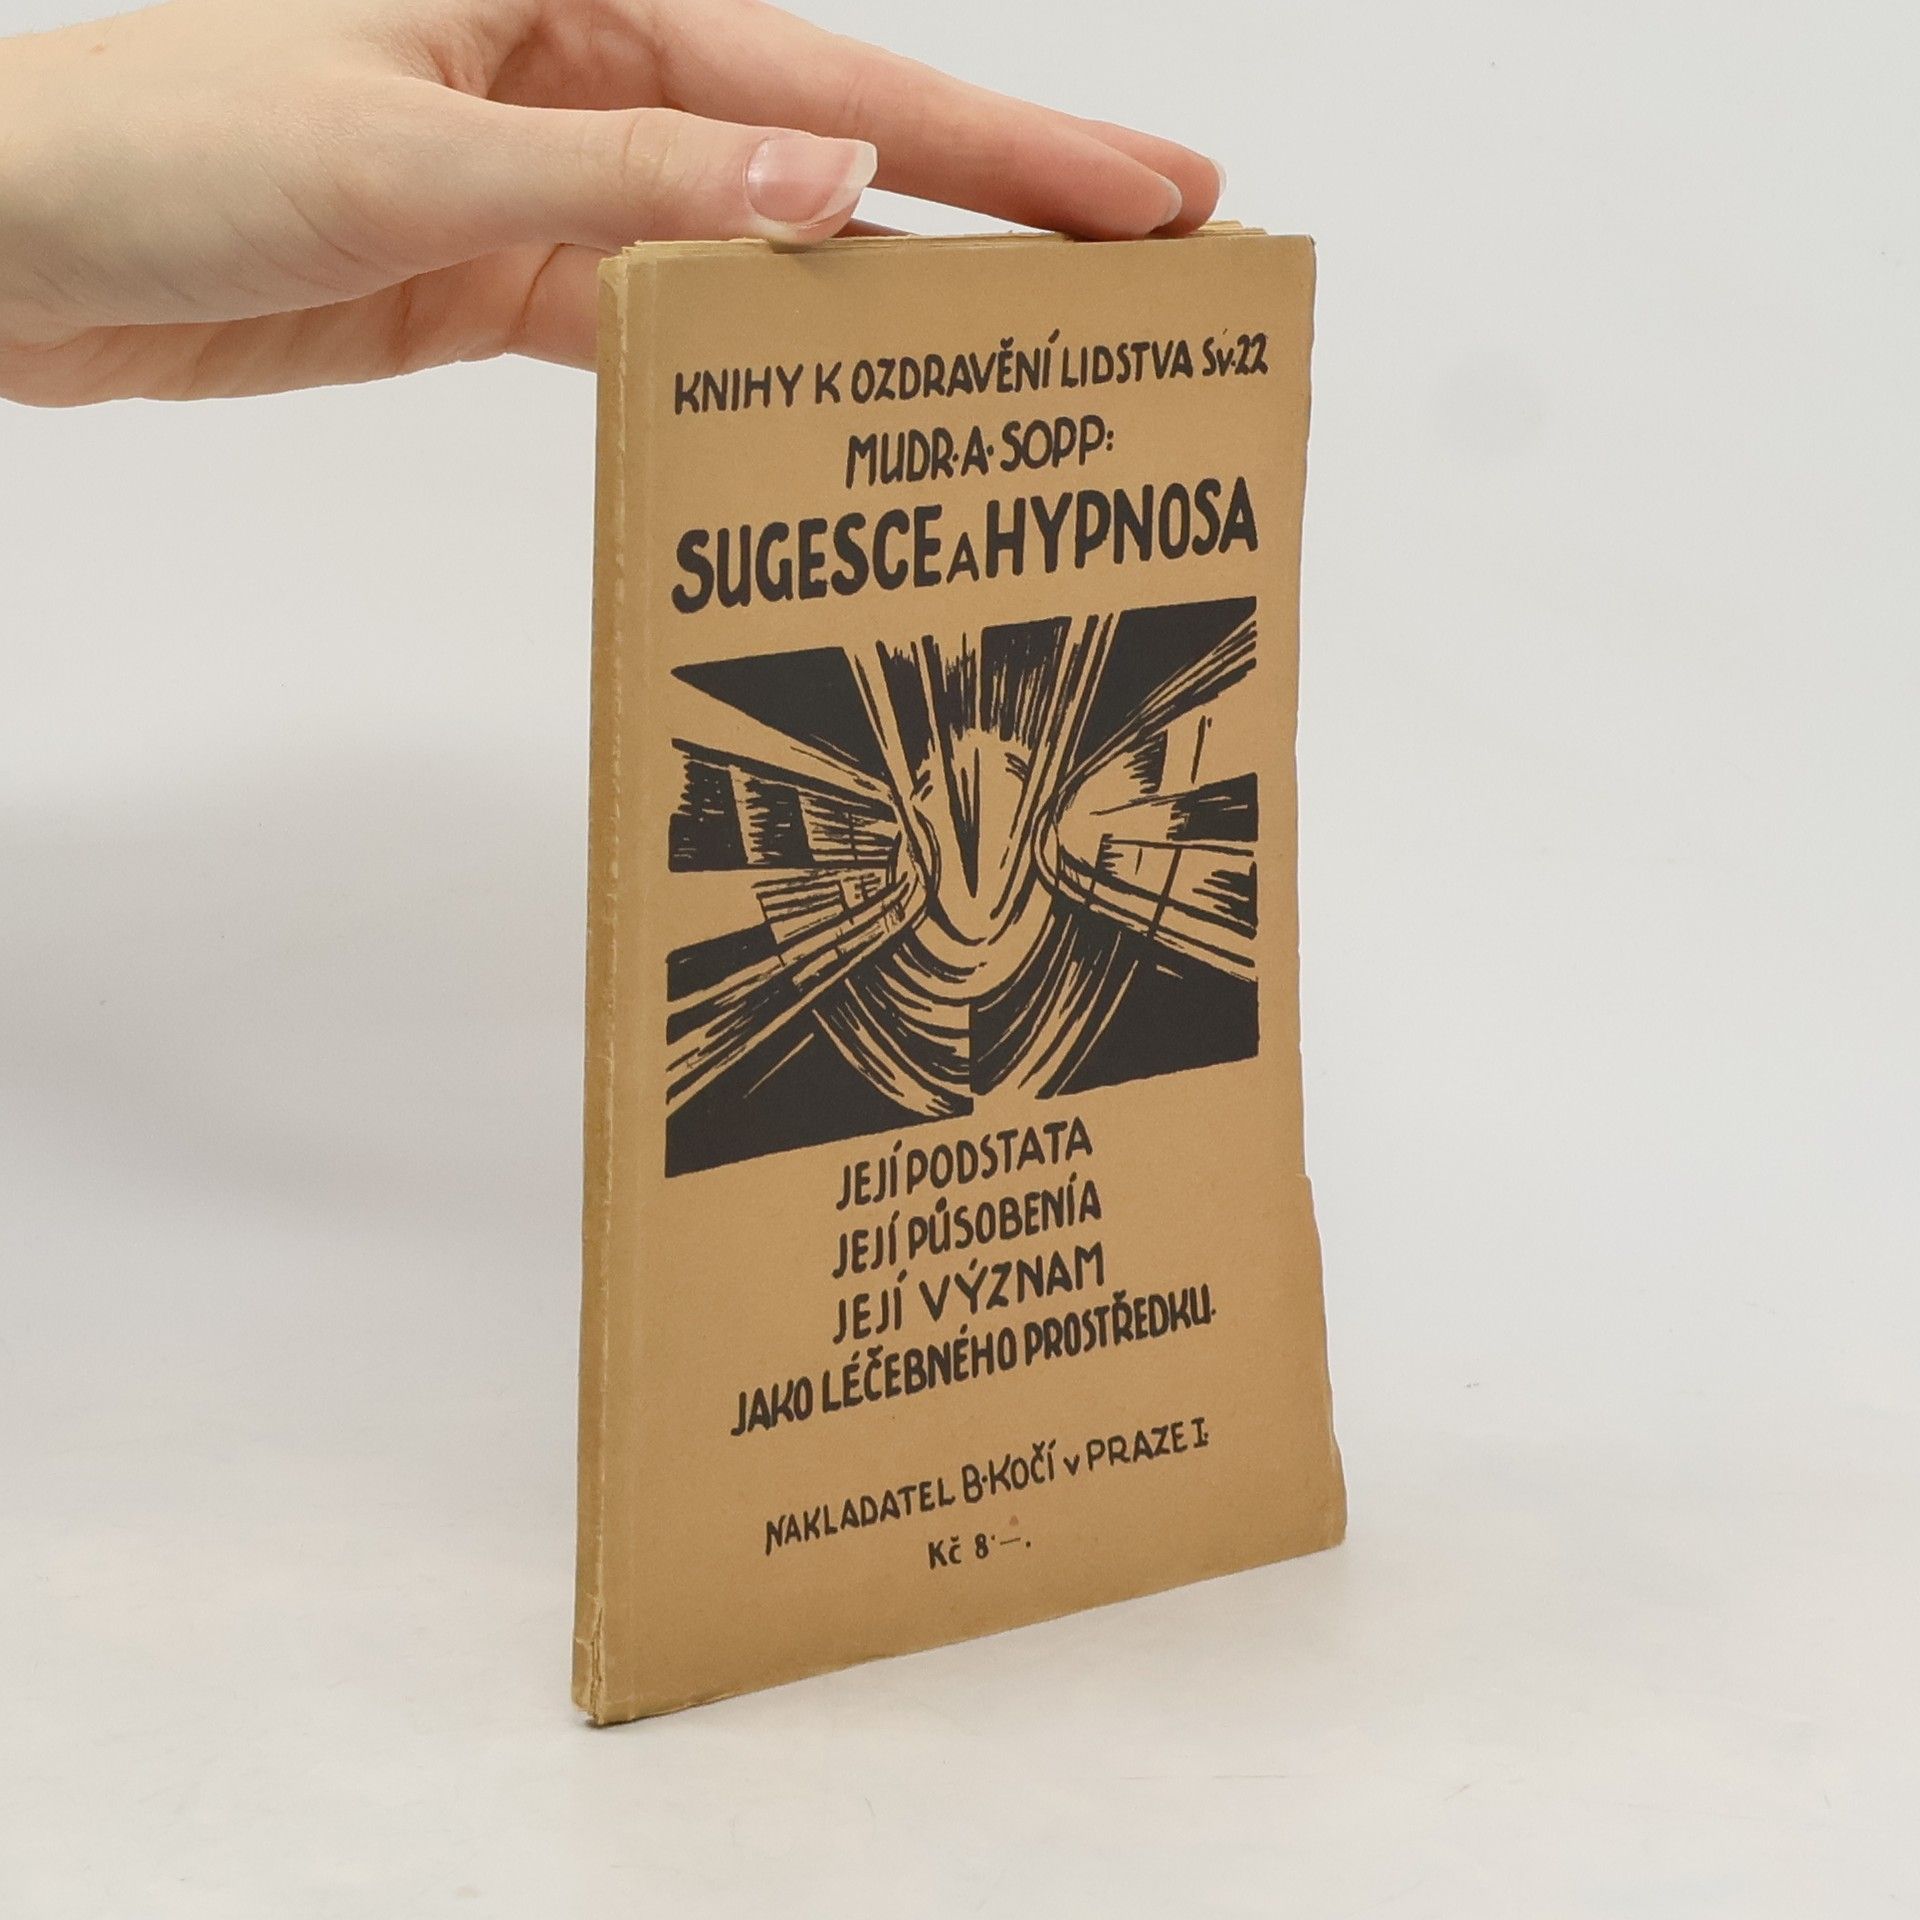 KNIHY K OZDRAVĚNÍ LIDSTVA Sv.22
MUDR·A·SOPP:
SUGESCE A HYPNOSA
JEJÍ PODSTATA
JEJÍ PŮSOBENÍ A
JEJÍ VÝZNAM
JAKO LÉČEBNÉHO PROSTŘEDKU.
NAKLADATEL B·KOČÍ v PRAZE I.
Kč 8·—.